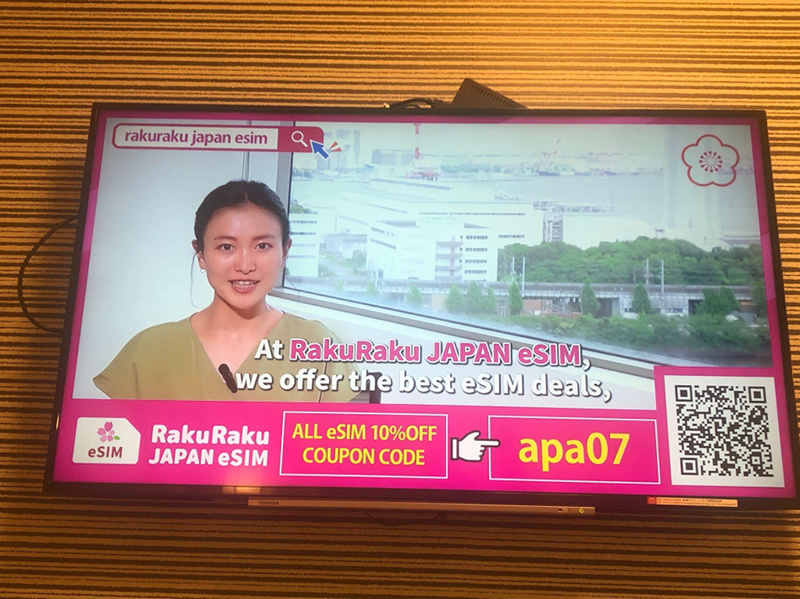 rakuraku japan esim
At RakuRaku JAPAN eSIM,
we offer the best eSIM deals,
eSIM
RakuRaku
JAPAN eSIM
ALL eSIM 10%OFF
COUPON CODE
apa07
TOSHIBA